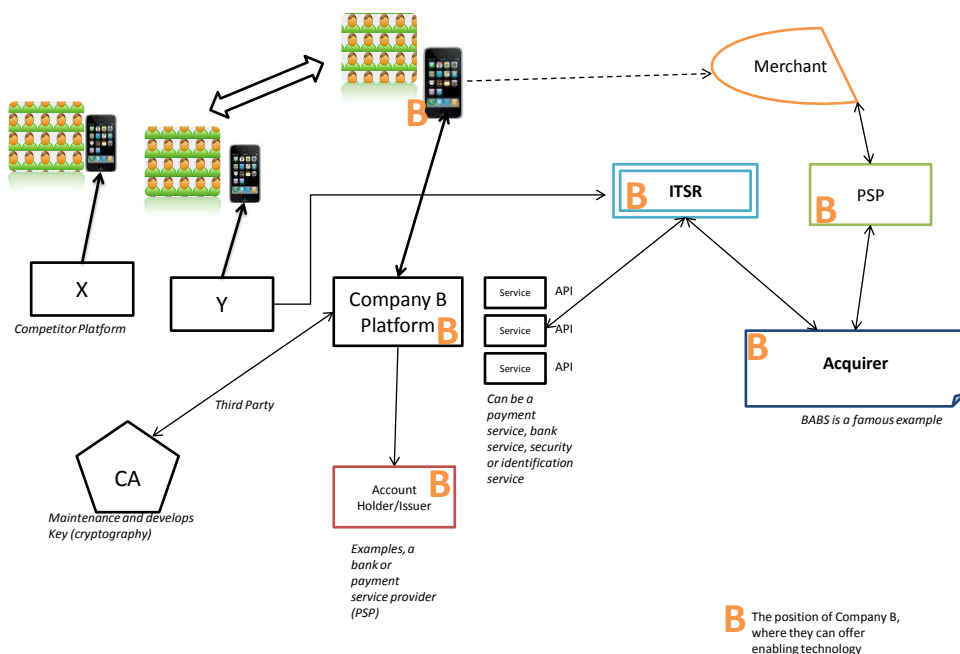 Merchant
B
ITSR
B
PSP
B
X
Competitor Platform
Y
Company B
Platform
B
Service API
Service API
Service API
Can be a
payment
service, bank
service, security
or identification
service
B
Acquirer
BABS is a famous example
Third Party
CA
Maintenance and develops
Key (cryptography)
Account
Holder/Issuer
B
Examples, a
bank or
payment
service provider
(PSP)
B
The position of Company B,
where they can offer
enabling technology